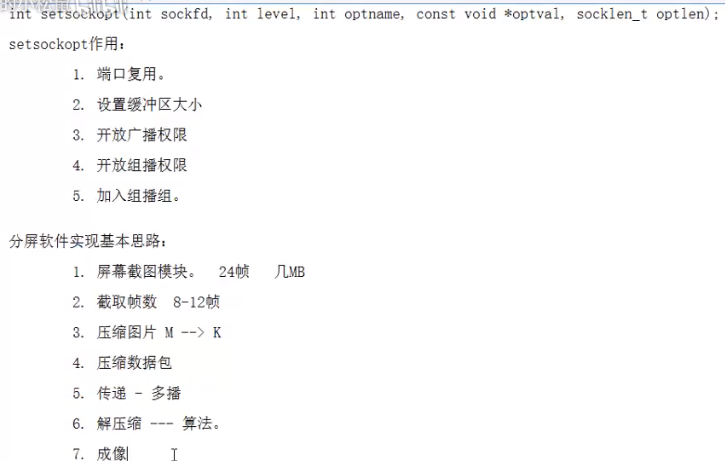 int setsockopt(int sockfd, int level, int optname, const void *optval, socklen_t optlen);
setsockopt作用：
1. 端口复用。
2. 设置缓冲区大小
3. 开放广播权限
4. 开放组播权限
5. 加入组播组。
分屏软件实现基本思路：
1. 屏幕截图模块。 24帧 几MB
2. 截取帧数 8-12帧
3. 压缩图片 M --> K
4. 压缩数据包
5. 传递 - 多播
6. 解压缩 --- 算法。
7. 成像